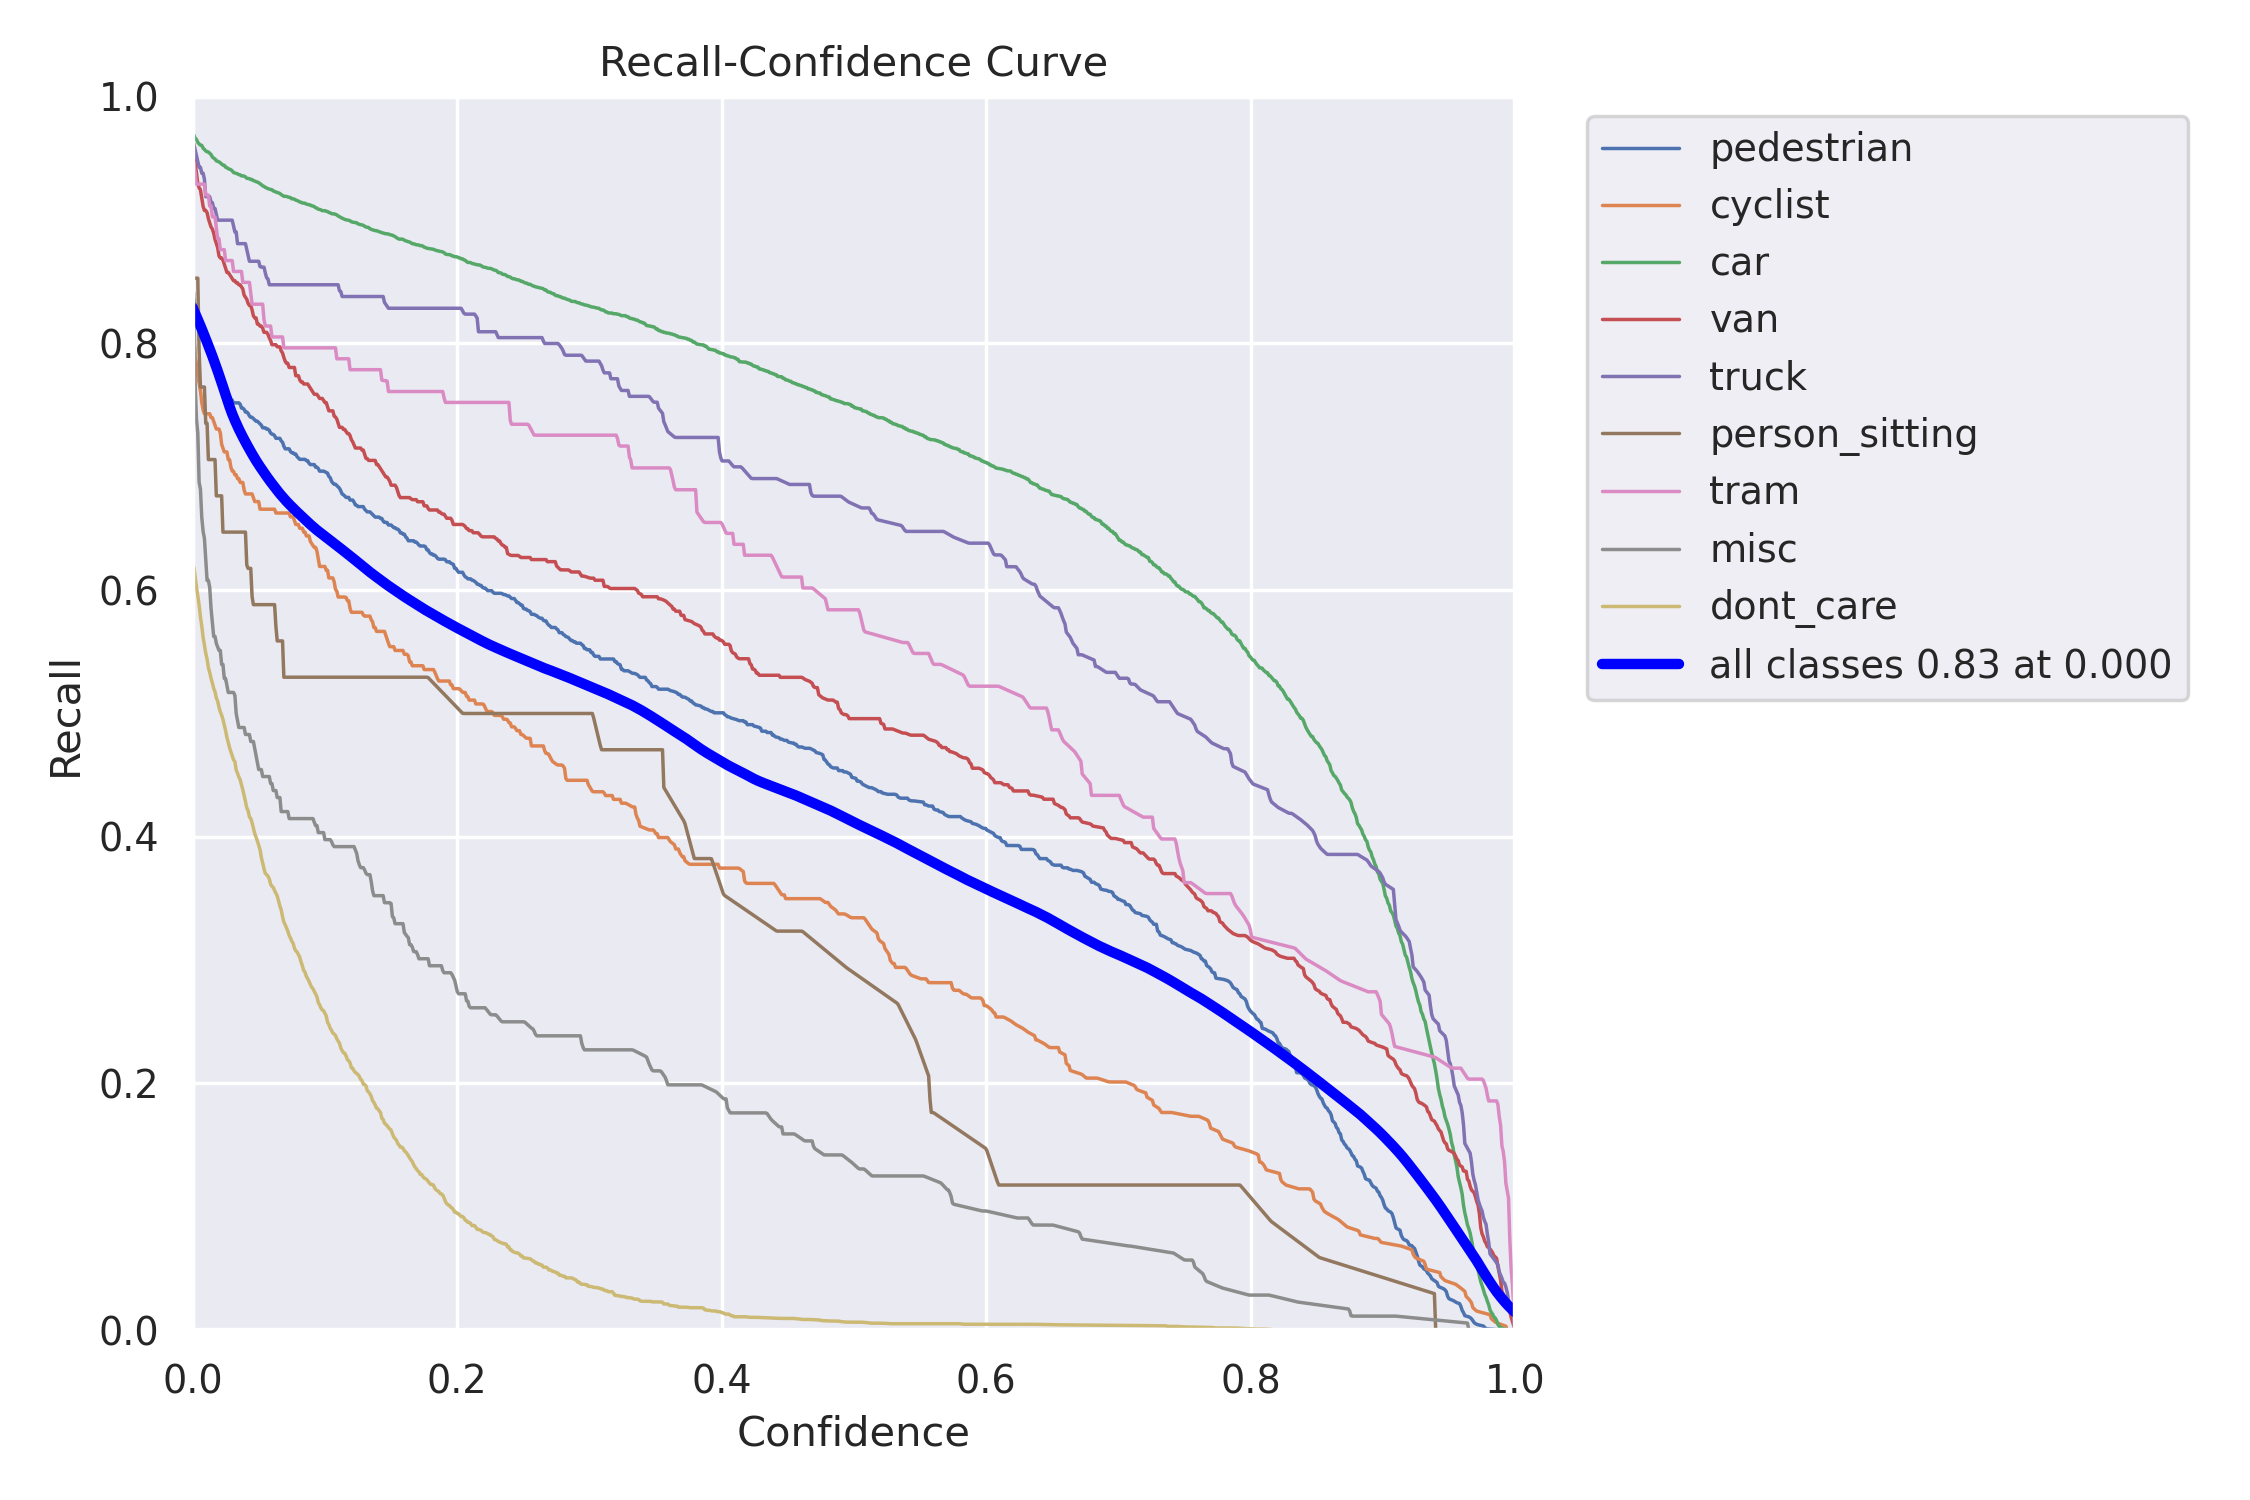 Recall-Confidence Curve
1.0
0.8
0.6
0.4
0.2
0.0
Recall
0.0 0.2 0.4 0.6 0.8 1.0
Confidence
pedestrian
cyclist
car
van
truck
person_sitting
tram
misc
dont_care
all classes 0.83 at 0.000